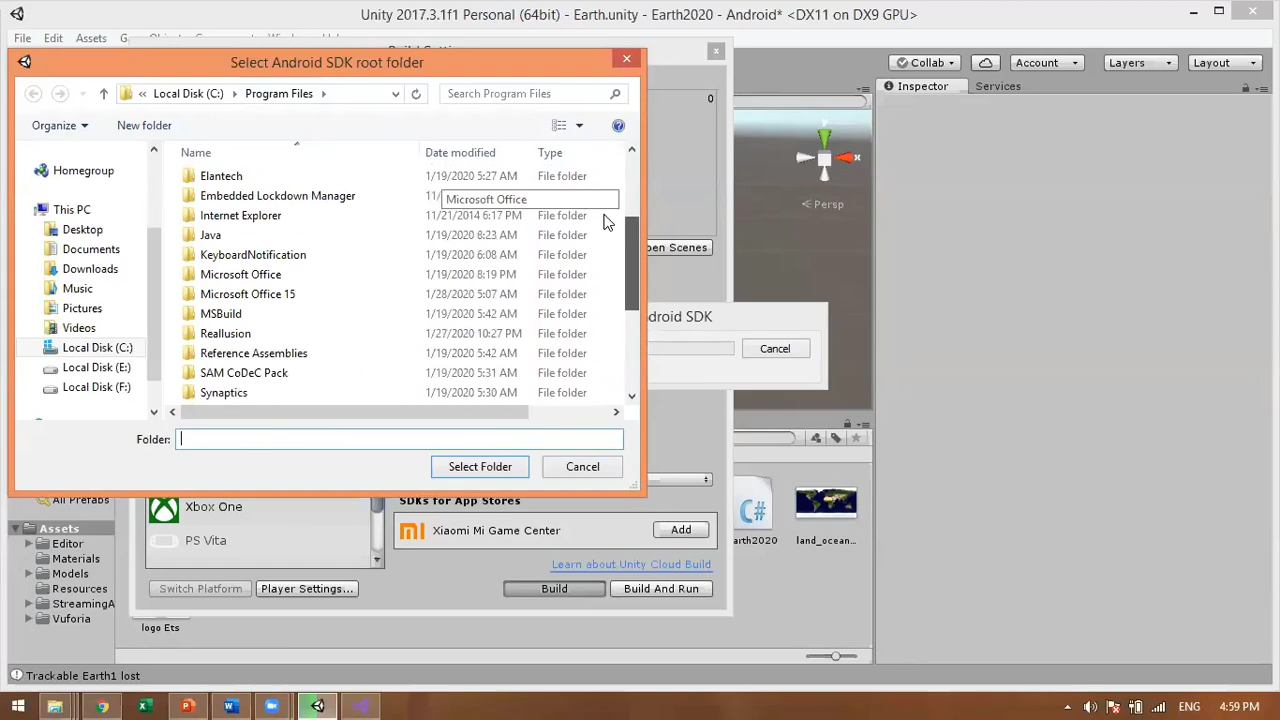 Unity 2017.3.1f1 Personal (64bit) - Earth.unity - Earth2020 - Android* <DX11 on DX9 GPU>
File Edit Assets
Select Android SDK root folder
Collab Account Layers Layout
« Local Disk (C:) Program Files Search Program Files
Inspector Services
0
Organize New folder
Name Date modified Type
Homegroup
This PC
Desktop
Documents
Downloads
Music
Pictures
Videos
Local Disk (C:)
Local Disk (E:)
Local Disk (F:)
Elantech 1/19/2020 5:27 AM File folder
Embedded Lockdown Manager 11/
Microsoft Office
Internet Explorer 11/21/2014 6:17 PM File folder
Java 1/19/2020 8:23 AM File folder
KeyboardNotification 1/19/2020 6:08 AM File folder
Microsoft Office 1/19/2020 8:19 PM File folder
Microsoft Office 15 1/28/2020 5:07 AM File folder
MSBuild 1/19/2020 5:42 AM File folder
Reallusion 1/27/2020 10:27 PM File folder
Reference Assemblies 1/19/2020 5:42 AM File folder
SAM CoDeC Pack 1/19/2020 5:31 AM File folder
Synaptics 1/19/2020 5:30 AM File folder
x
< Persp
pen Scenes
ndroid SDK
Cancel
Folder:
Select Folder Cancel
All Prefabs
Assets
Editor
Materials
Models
Resources
StreamingA
Vuforia
Xbox One
PS Vita
SDKs for App Stores
Xiaomi Mi Game Center Add
Learn about Unity Cloud Build
Switch Platform Player Settings... Build Build And Run
C#
arth2020 land_ocean...
logo Ets
Trackable Earth1 lost
ENG 4:59 PM